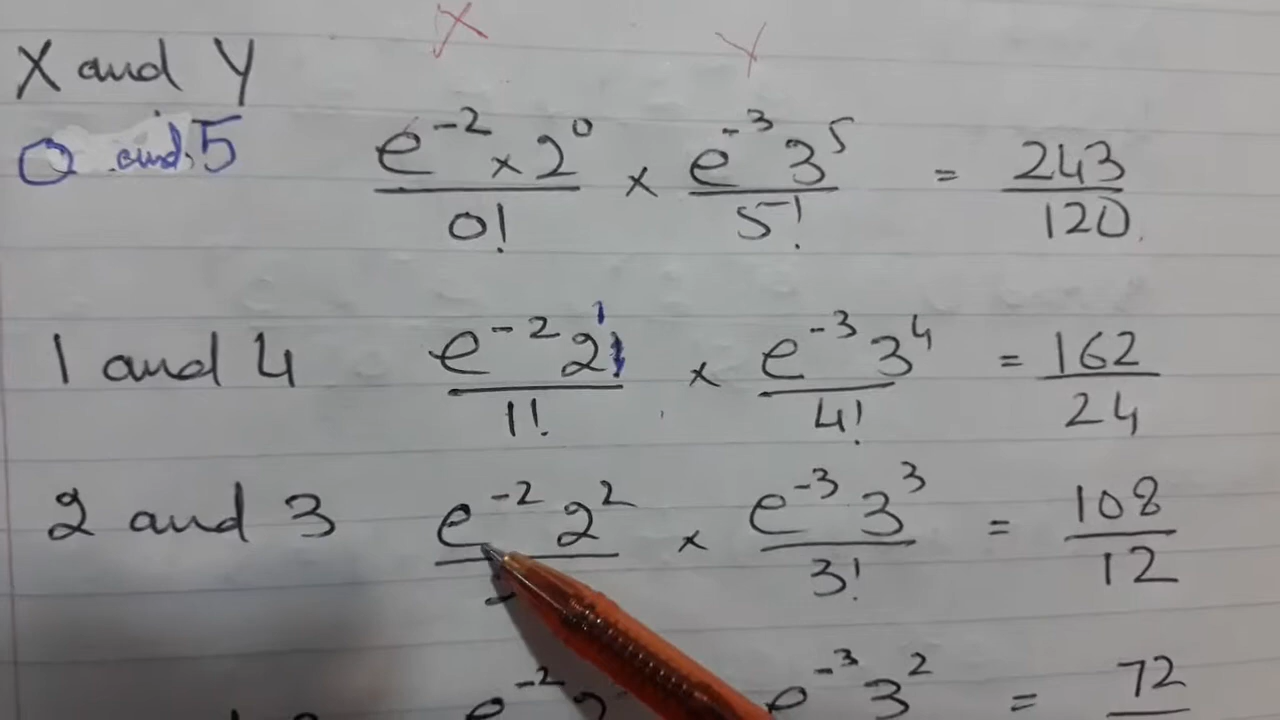 X Y
X and Y
0 and 5 e^-2 × 2^0 / 0! × e^-3 3^5 / 5! = 243 / 120
1 and 4 e^-2 2^1 / 1! × e^-3 3^4 / 4! = 162 / 24
2 and 3 e^-2 2^2 × e^-3 3^3 / 3! = 108 / 12
e^-2 2 e^-3 3^2 = 72